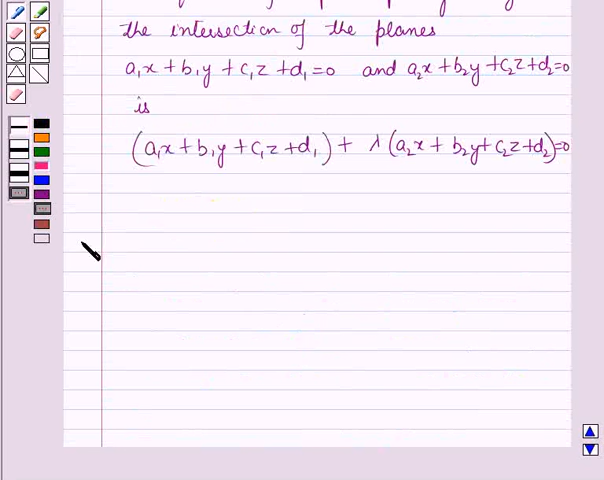 the intersection of the planes
a₁x + b₁y + c₁z + d₁ = 0 and a₂x + b₂y + c₂z + d₂ = 0
is
(a₁x + b₁y + c₁z + d₁) + λ (a₂x + b₂y + c₂z + d₂) = 0